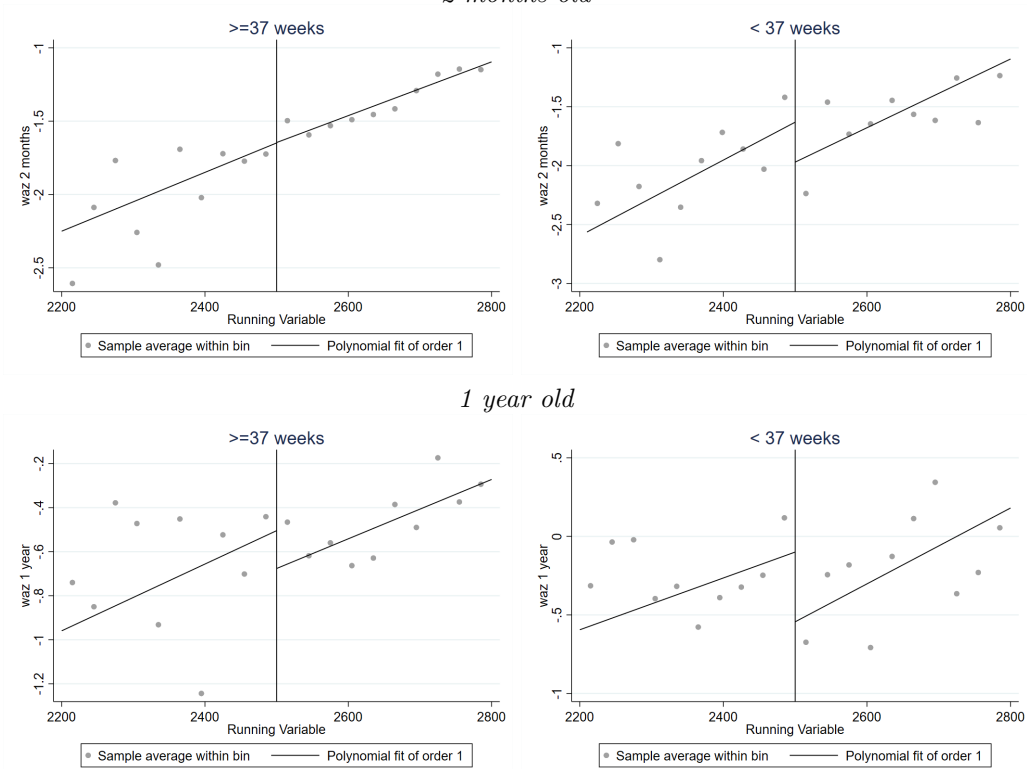 2 months old
>=37 weeks
-1
-1.5
-2
-2.5
waz 2 months
2200 2400 2600 2800
Running Variable
Sample average within bin Polynomial fit of order 1
< 37 weeks
-1
-1.5
-2
-2.5
-3
waz 2 months
2200 2400 2600 2800
Running Variable
Sample average within bin Polynomial fit of order 1
1 year old
>=37 weeks
-.2
-.4
-.6
-.8
-1
-1.2
waz 1 year
2200 2400 2600 2800
Running Variable
Sample average within bin Polynomial fit of order 1
< 37 weeks
.5
0
-.5
-1
waz 1 year
2200 2400 2600 2800
Running Variable
Sample average within bin Polynomial fit of order 1